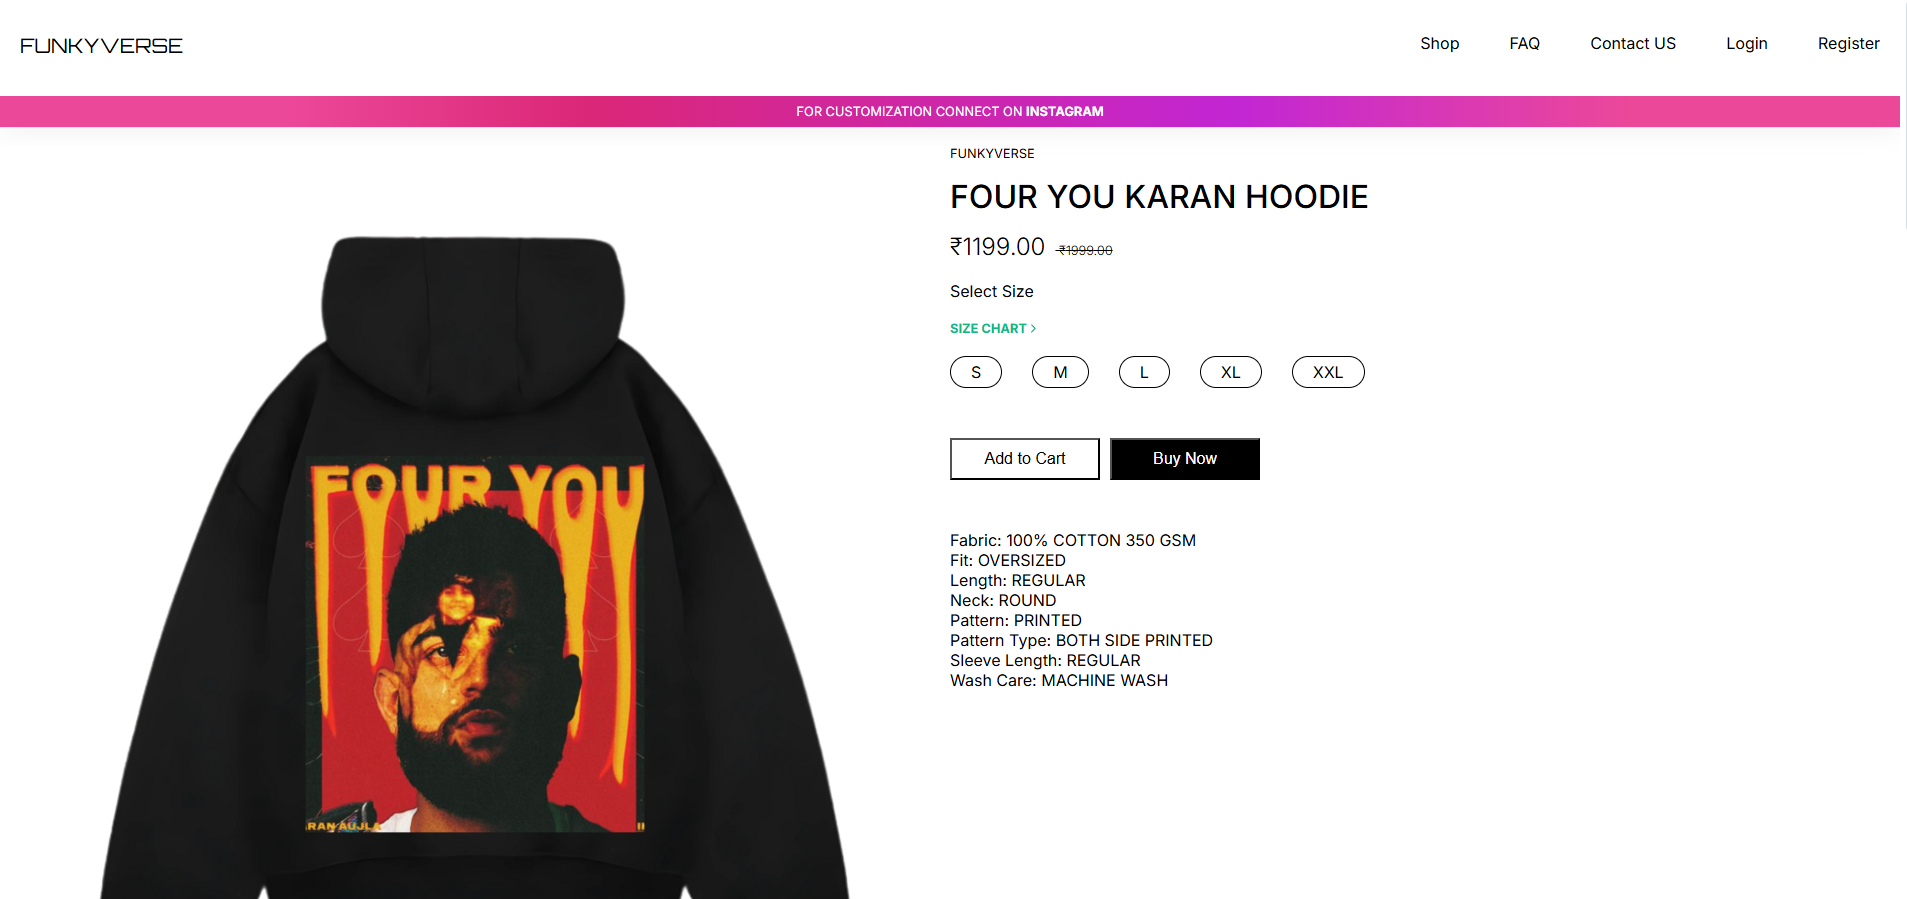 FUNKYVERSE
Shop
FAQ
Contact US
Login
Register
FOR CUSTOMIZATION CONNECT ON INSTAGRAM
FUNKYVERSE
FOUR YOU KARAN HOODIE
₹1199.00 ₹1999.00
Select Size
SIZE CHART >
S
M
L
XL
XXL
Add to Cart
Buy Now
Fabric: 100% COTTON 350 GSM
Fit: OVERSIZED
Length: REGULAR
Neck: ROUND
Pattern: PRINTED
Pattern Type: BOTH SIDE PRINTED
Sleeve Length: REGULAR
Wash Care: MACHINE WASH
FOUR YOU
RAN AUJLA
II